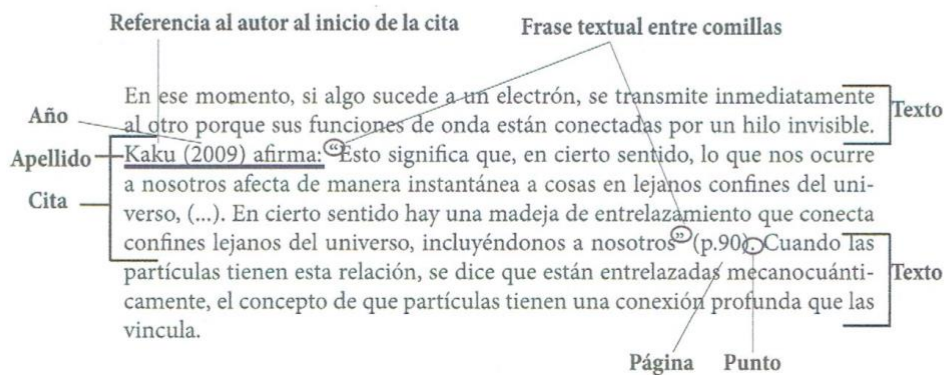 Referencia al autor al inicio de la cita
Frase textual entre comillas
En ese momento, si algo sucede a un electrón, se transmite inmediatamente
al otro porque sus funciones de onda están conectadas por un hilo invisible.
Texto
Año
Apellido
Kaku (2009) afirma: “Esto significa que, en cierto sentido, lo que nos ocurre
Cita
a nosotros afecta de manera instantánea a cosas en lejanos confines del uni-
verso, (...). En cierto sentido hay una madeja de entrelazamiento que conecta
confines lejanos del universo, incluyéndonos a nosotros” (p.90). Cuando las
partículas tienen esta relación, se dice que están entrelazadas mecanocuánti-
Texto
camente, el concepto de que partículas tienen una conexión profunda que las
vincula.
Página
Punto